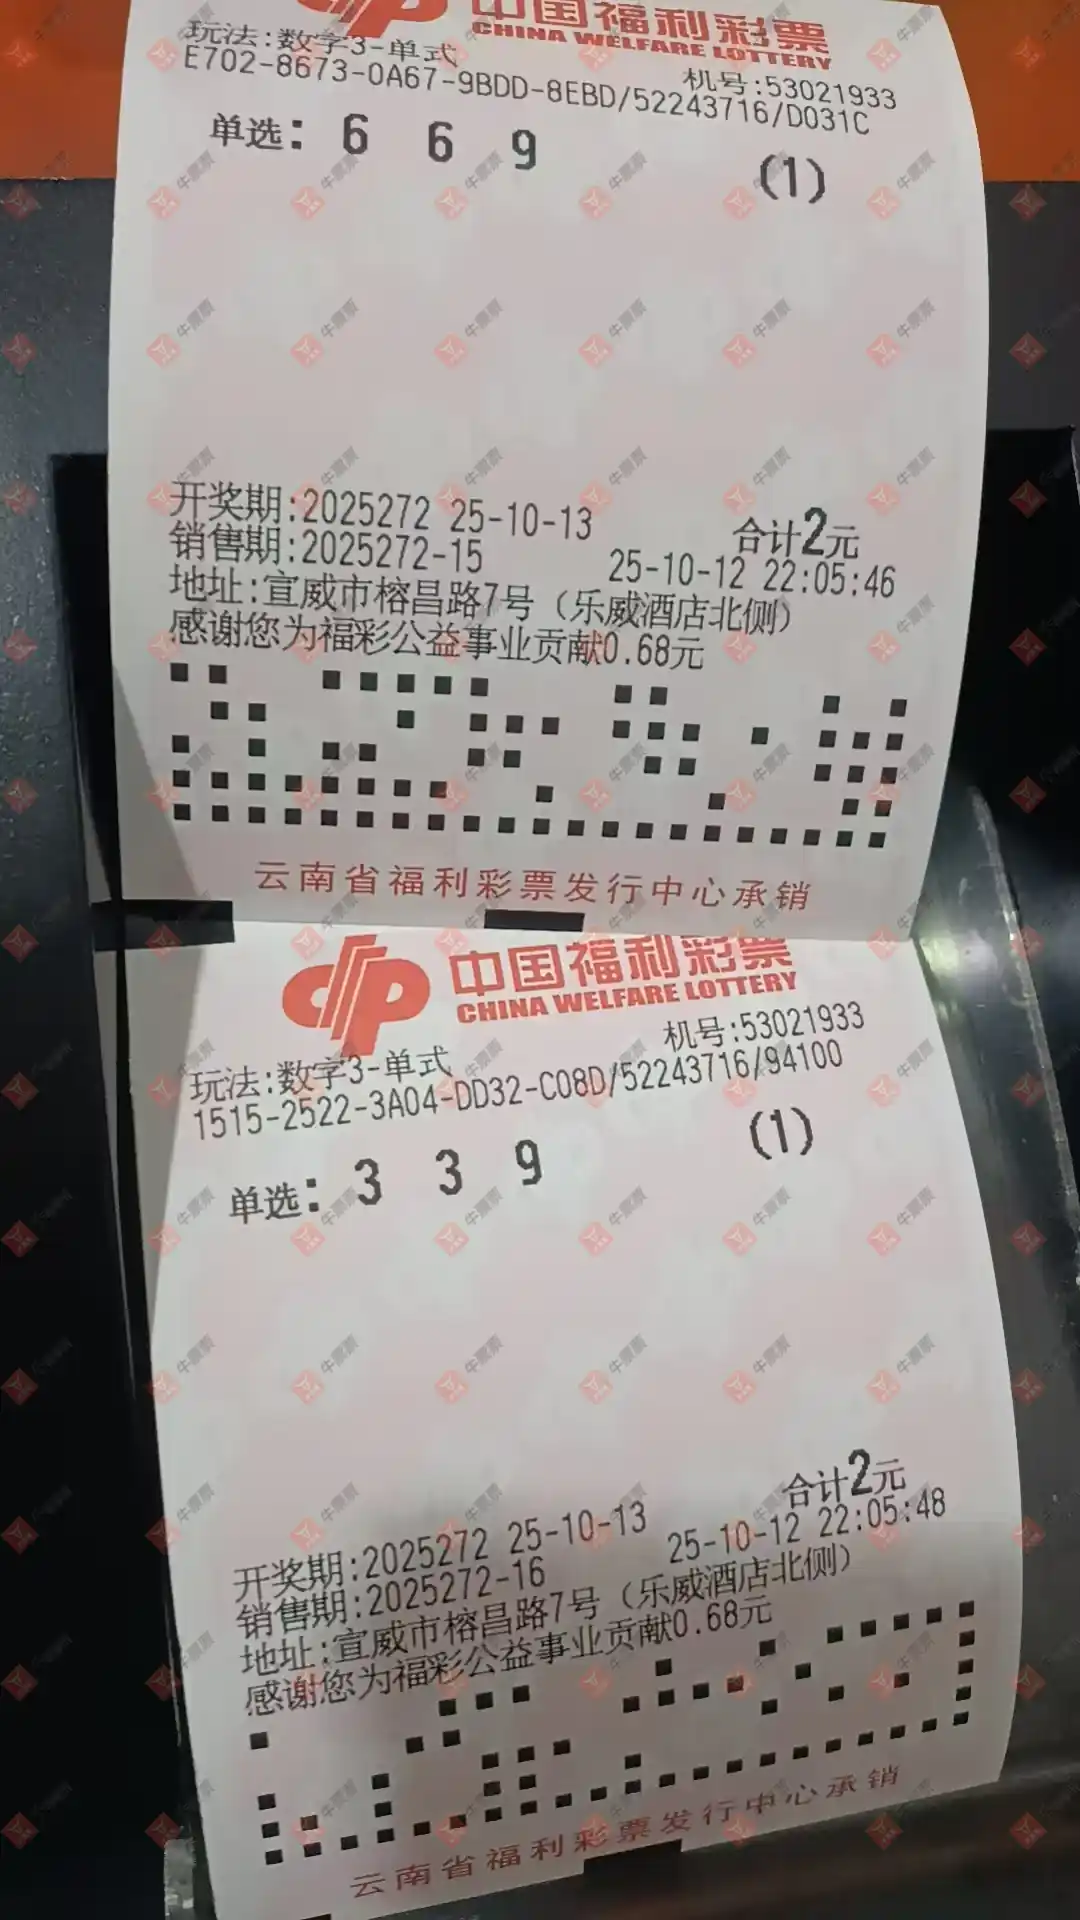 中国福利彩票
CHINA WELFARE LOTTERY
玩法:数字3-单式
机号:53021933
E702-8673-0A67-9BDD-8EBD/52243716/D031C
单选: 6 6 9 (1)
开奖期:2025272 25-10-13
合计2元
销售期:2025272-15
25-10-12 22:05:46
地址:宣威市榕昌路7号（乐威酒店北侧）
感谢您为福彩公益事业贡献0.68元
云南省福利彩票发行中心承销
中国福利彩票
CHINA WELFARE LOTTERY
机号:53021933
玩法:数字3-单式
1515-2522-3A04-DD32-C08D/52243716/94100
单选: 3 3 9 (1)
合计2元
开奖期:2025272 25-10-13
25-10-12 22:05:48
销售期:2025272-16
地址:宣威市榕昌路7号（乐威酒店北侧）
感谢您为福彩公益事业贡献0.68元
云南省福利彩票发行中心承销